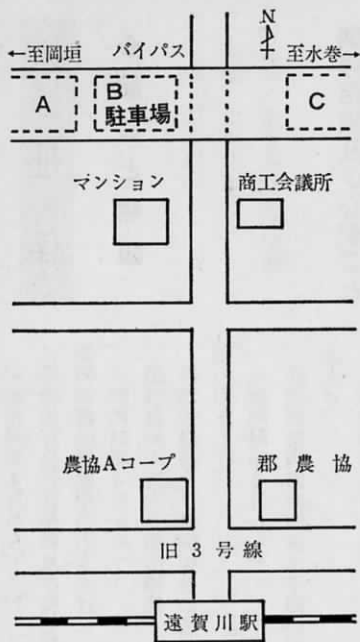 N
←至岡垣 バイパス 至水巻→
A B C
駐車場
マンション 商工会議所
農協Aコープ 郡農協
旧3号線
遠賀川駅